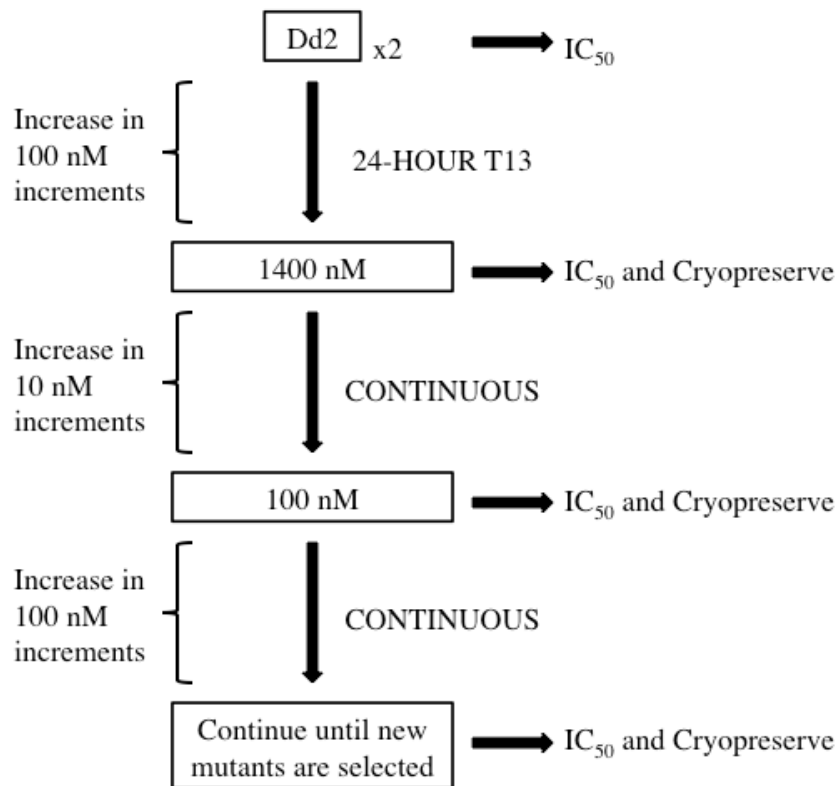 Dd2 x2 IC50
Increase in
100 nM
increments
24-HOUR T13
1400 nM
IC50 and Cryopreserve
Increase in
10 nM
increments
CONTINUOUS
100 nM
IC50 and Cryopreserve
Increase in
100 nM
increments
CONTINUOUS
Continue until new
mutants are selected
IC50 and Cryopreserve